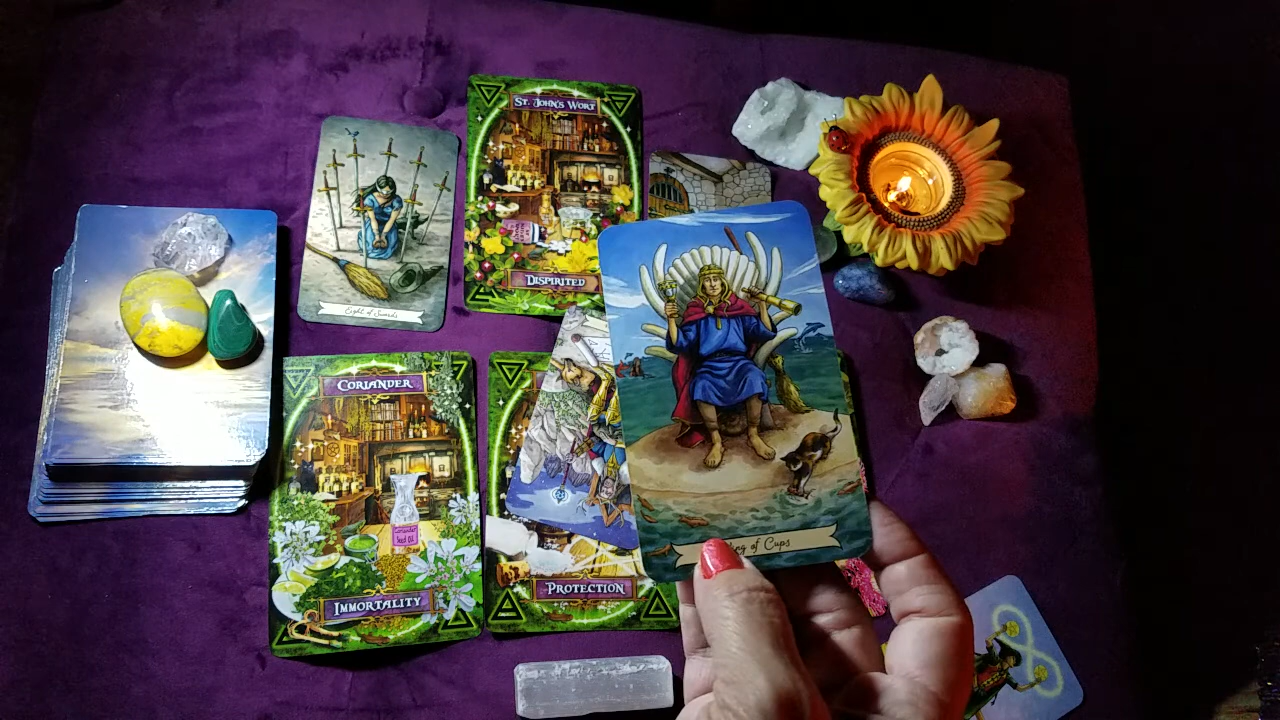 St. John's Wort
Dispirited
Eight of Swords
of Cups
Coriander
Immortality
Protection